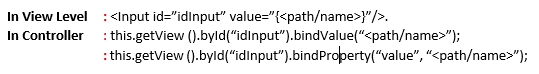 In View Level : <Input id=”idInput” value=”{<path/name>}”/>.
In Controller : this.getView ().byId(“idInput”).bindValue(“<path/name>”);
: this.getView ().byId(“idInput”).bindProperty(“value”, “<path/name>”);